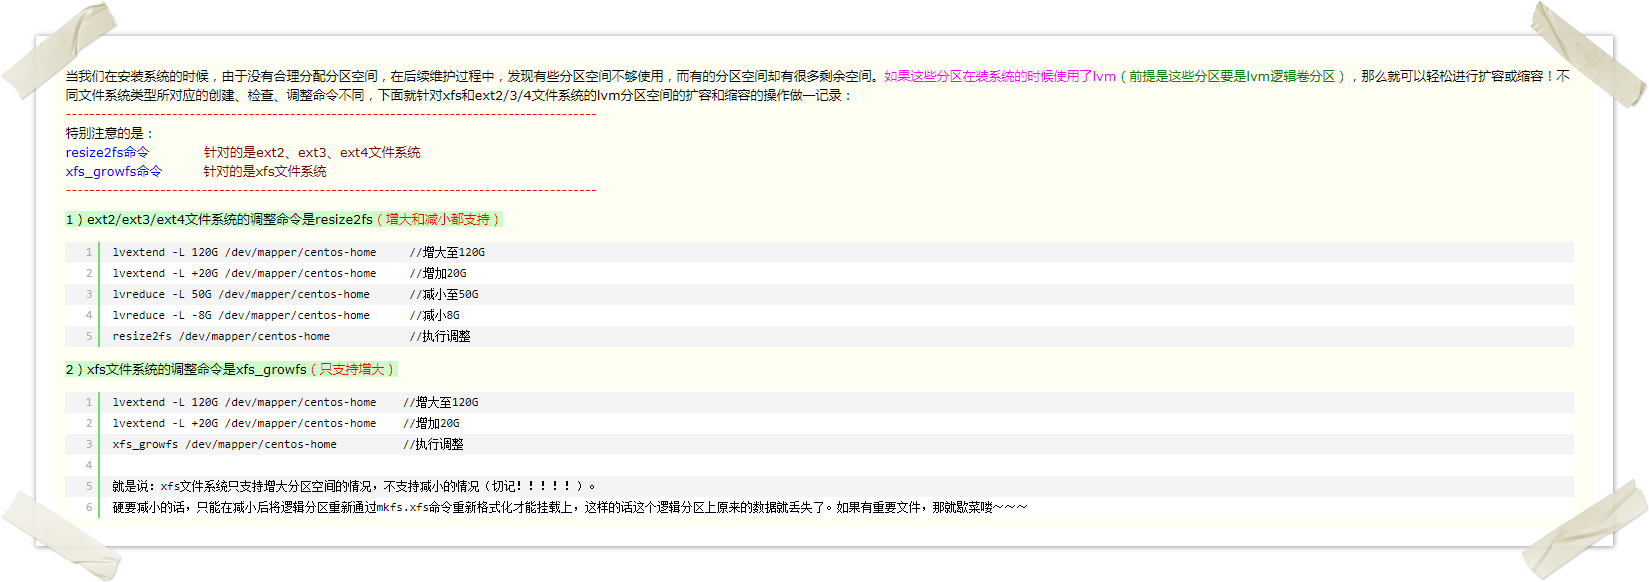 当我们在安装系统的时候，由于没有合理分配分区空间，在后续维护过程中，发现有些分区空间不够使用，而有的分区空间却有很多剩余空间。如果这些分区在装系统的时候使用了lvm（前提是这些分区要是lvm逻辑卷分区），那么就可以轻松进行扩容或缩容！不
同文件系统类型所对应的创建、检查、调整命令不同，下面就针对xfs和ext2/3/4文件系统的lvm分区空间的扩容和缩容的操作做一记录：
-----------------------------------------------------------------------------------------
特别注意的是：
resize2fs命令 针对的是ext2、ext3、ext4文件系统
xfs_growfs命令 针对的是xfs文件系统
-----------------------------------------------------------------------------------------
1）ext2/ext3/ext4文件系统的调整命令是resize2fs（增大和减小都支持）
1 lvextend -L 120G /dev/mapper/centos-home //增大至120G
2 lvextend -L +20G /dev/mapper/centos-home //增加20G
3 lvreduce -L 50G /dev/mapper/centos-home //减小至50G
4 lvreduce -L -8G /dev/mapper/centos-home //减小8G
5 resize2fs /dev/mapper/centos-home //执行调整
2）xfs文件系统的调整命令是xfs_growfs（只支持增大）
1 lvextend -L 120G /dev/mapper/centos-home //增大至120G
2 lvextend -L +20G /dev/mapper/centos-home //增加20G
3 xfs_growfs /dev/mapper/centos-home //执行调整
4
5 就是说：xfs文件系统只支持增大分区空间的情况，不支持减小的情况（切记！！！！！）。
6 硬要减小的话，只能在减小后将逻辑分区重新通过mkfs.xfs命令重新格式化才能挂载上，这样的话这个逻辑分区上原来的数据就丢失了。如果有重要文件，那就歇菜喽～～～